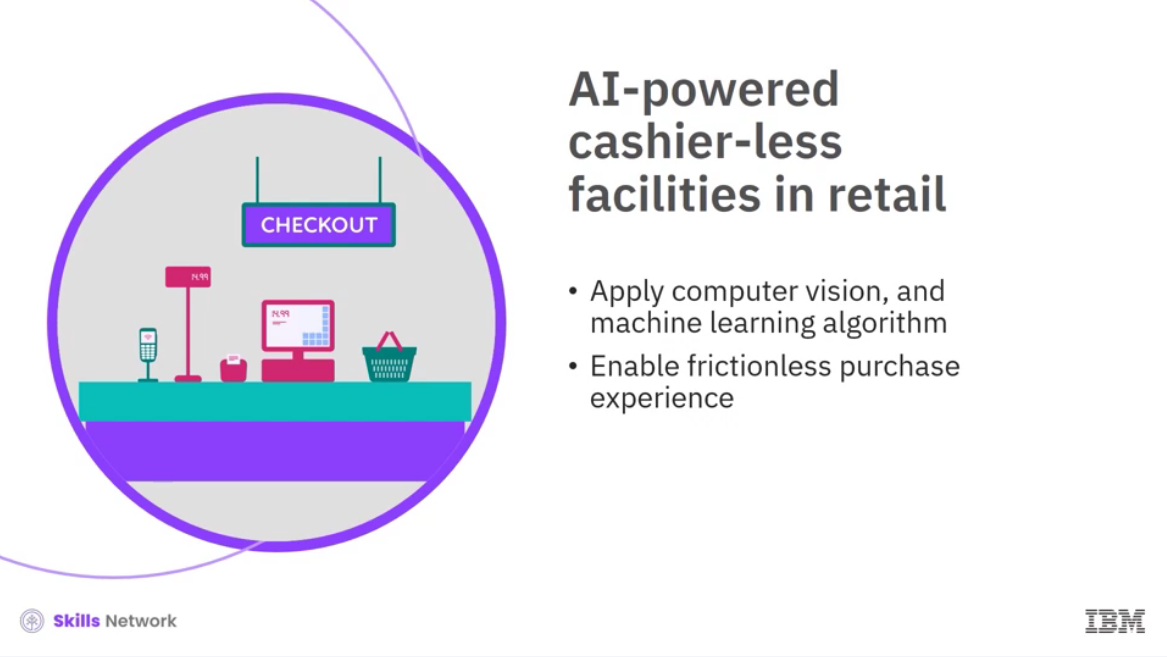 AI-powered
cashier-less
facilities in retail
CHECKOUT
14.99
14.99
• Apply computer vision, and
machine learning algorithm
• Enable frictionless purchase
experience
Skills Network
IBM